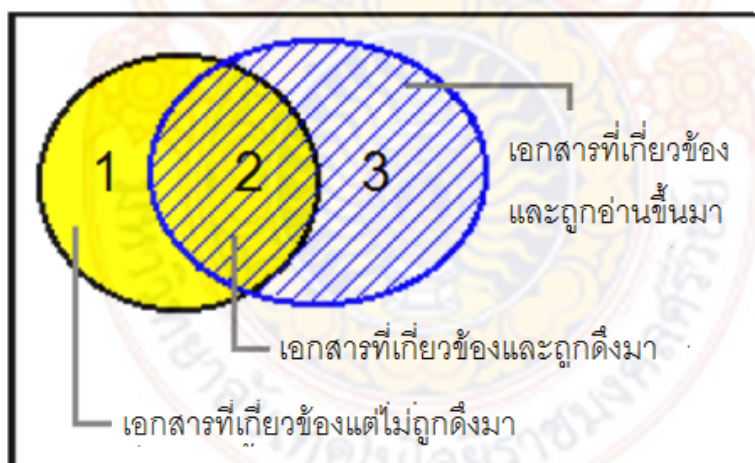 1 2 3
เอกสารที่เกี่ยวข้อง
และถูกอ่านขึ้นมา
เอกสารที่เกี่ยวข้องและถูกดึงมา
เอกสารที่เกี่ยวข้องแต่ไม่ถูกดึงมา